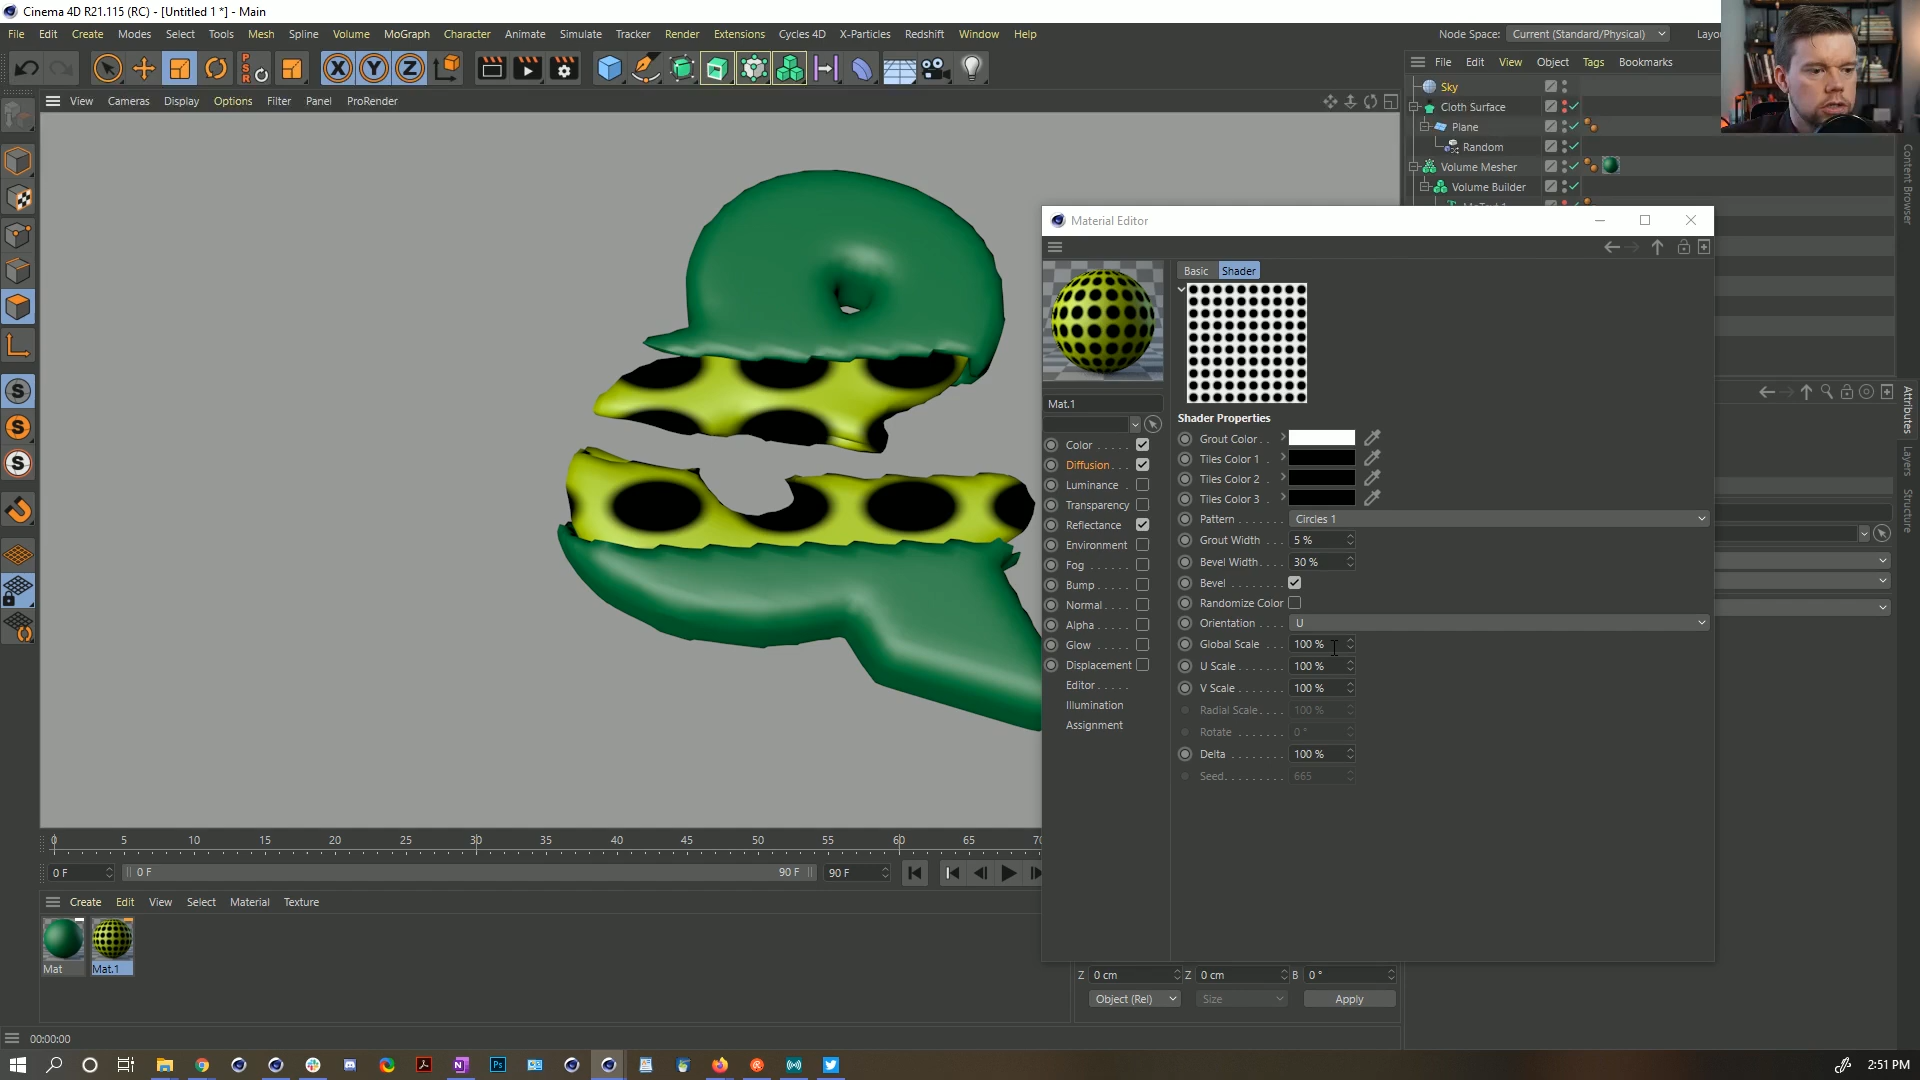 Cinema 4D R21.115 (RC) - [Untitled 1 *] - Main
File Edit Create Modes Select Tools Mesh Spline Volume MoGraph Character Animate Simulate Tracker Render Extensions Cycles 4D X-Particles Redshift Window Help
Node Space: Current (Standard/Physical)
PSR
X Y Z
View Cameras Display Options Filter Panel ProRender
File Edit View Object Tags Bookmarks
Sky
Cloth Surface
Plane
Random
Volume Mesher
Volume Builder
Content Browser
Attributes
Layers
Structure
Material Editor
Basic Shader
Mat.1
Color . . . .
Diffusion . . .
Luminance .
Transparency
Reflectance
Environment
Fog . . . . . .
Bump . . . .
Normal . . . .
Alpha . . . .
Glow . . . . .
Displacement
Editor . . . . .
Illumination
Assignment
Shader Properties
Grout Color . .
Tiles Color 1 .
Tiles Color 2 .
Tiles Color 3 .
Pattern . . . . . . Circles 1
Grout Width . . . 5 %
Bevel Width . . . 30 %
Bevel . . . . . . .
Randomize Color
Orientation . . . . U
Global Scale . . . 100 %
U Scale . . . . . . 100 %
V Scale . . . . . . 100 %
Radial Scale . . . . 100 %
Rotate . . . . . . . 0 °
Delta . . . . . . . . 100 %
Seed . . . . . . . . 665
0 5 10 15 20 25 30 35 40 45 50 55 60 65
0 F 0 F 90 F 90 F
Create Edit View Select Material Texture
Mat Mat.1
Z 0 cm Z 0 cm B 0 °
Object (Rel) Size Apply
00:00:00
2:51 PM